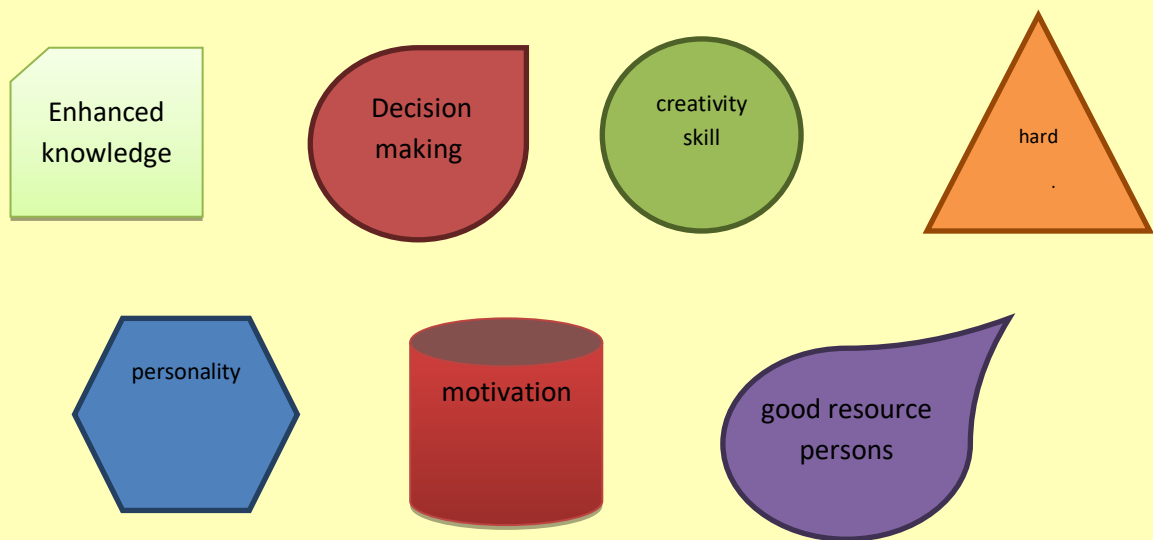 Enhanced
knowledge
Decision
making
creativity
skill
hard
.
personality
motivation
good resource
persons